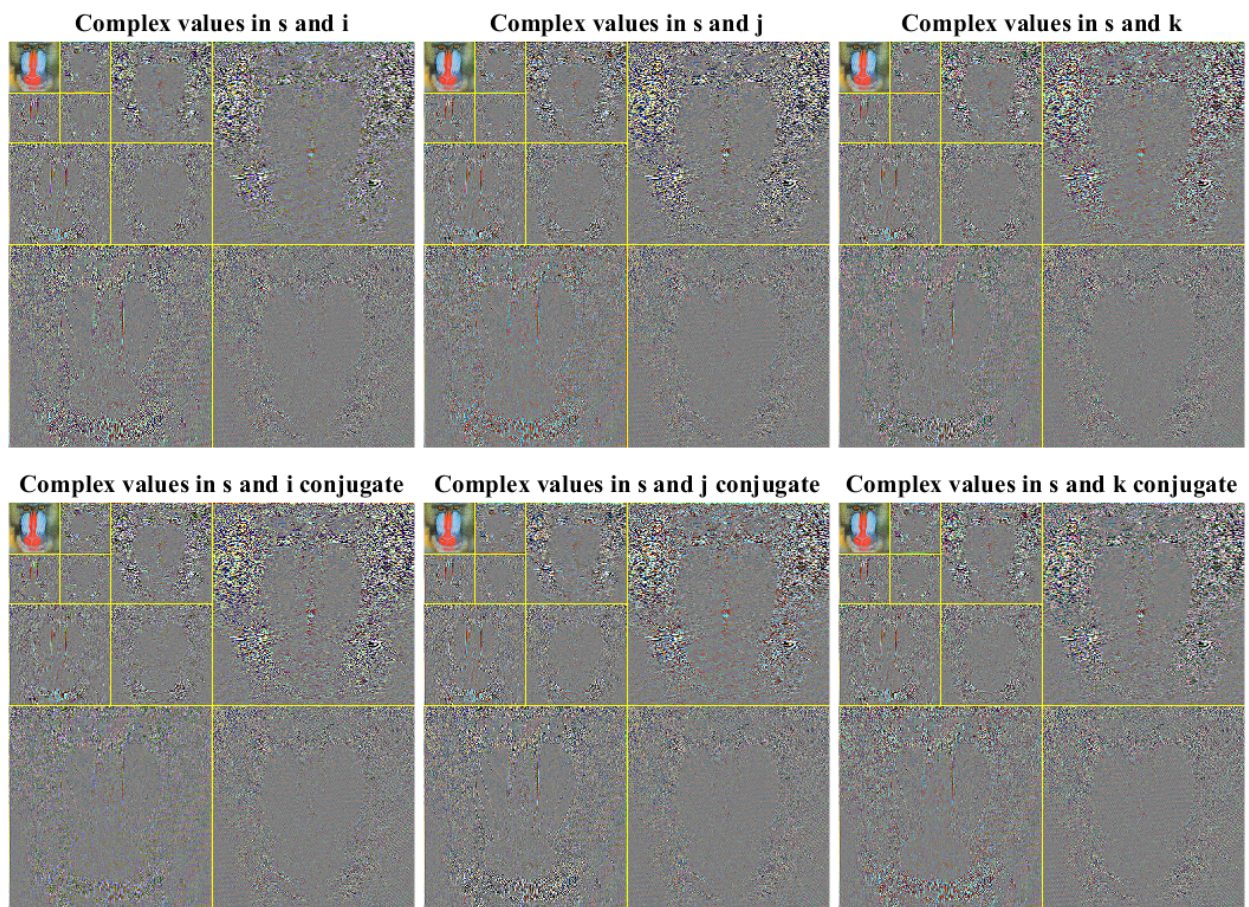 Complex values in s and i
Complex values in s and j
Complex values in s and k
Complex values in s and i conjugate
Complex values in s and j conjugate
Complex values in s and k conjugate